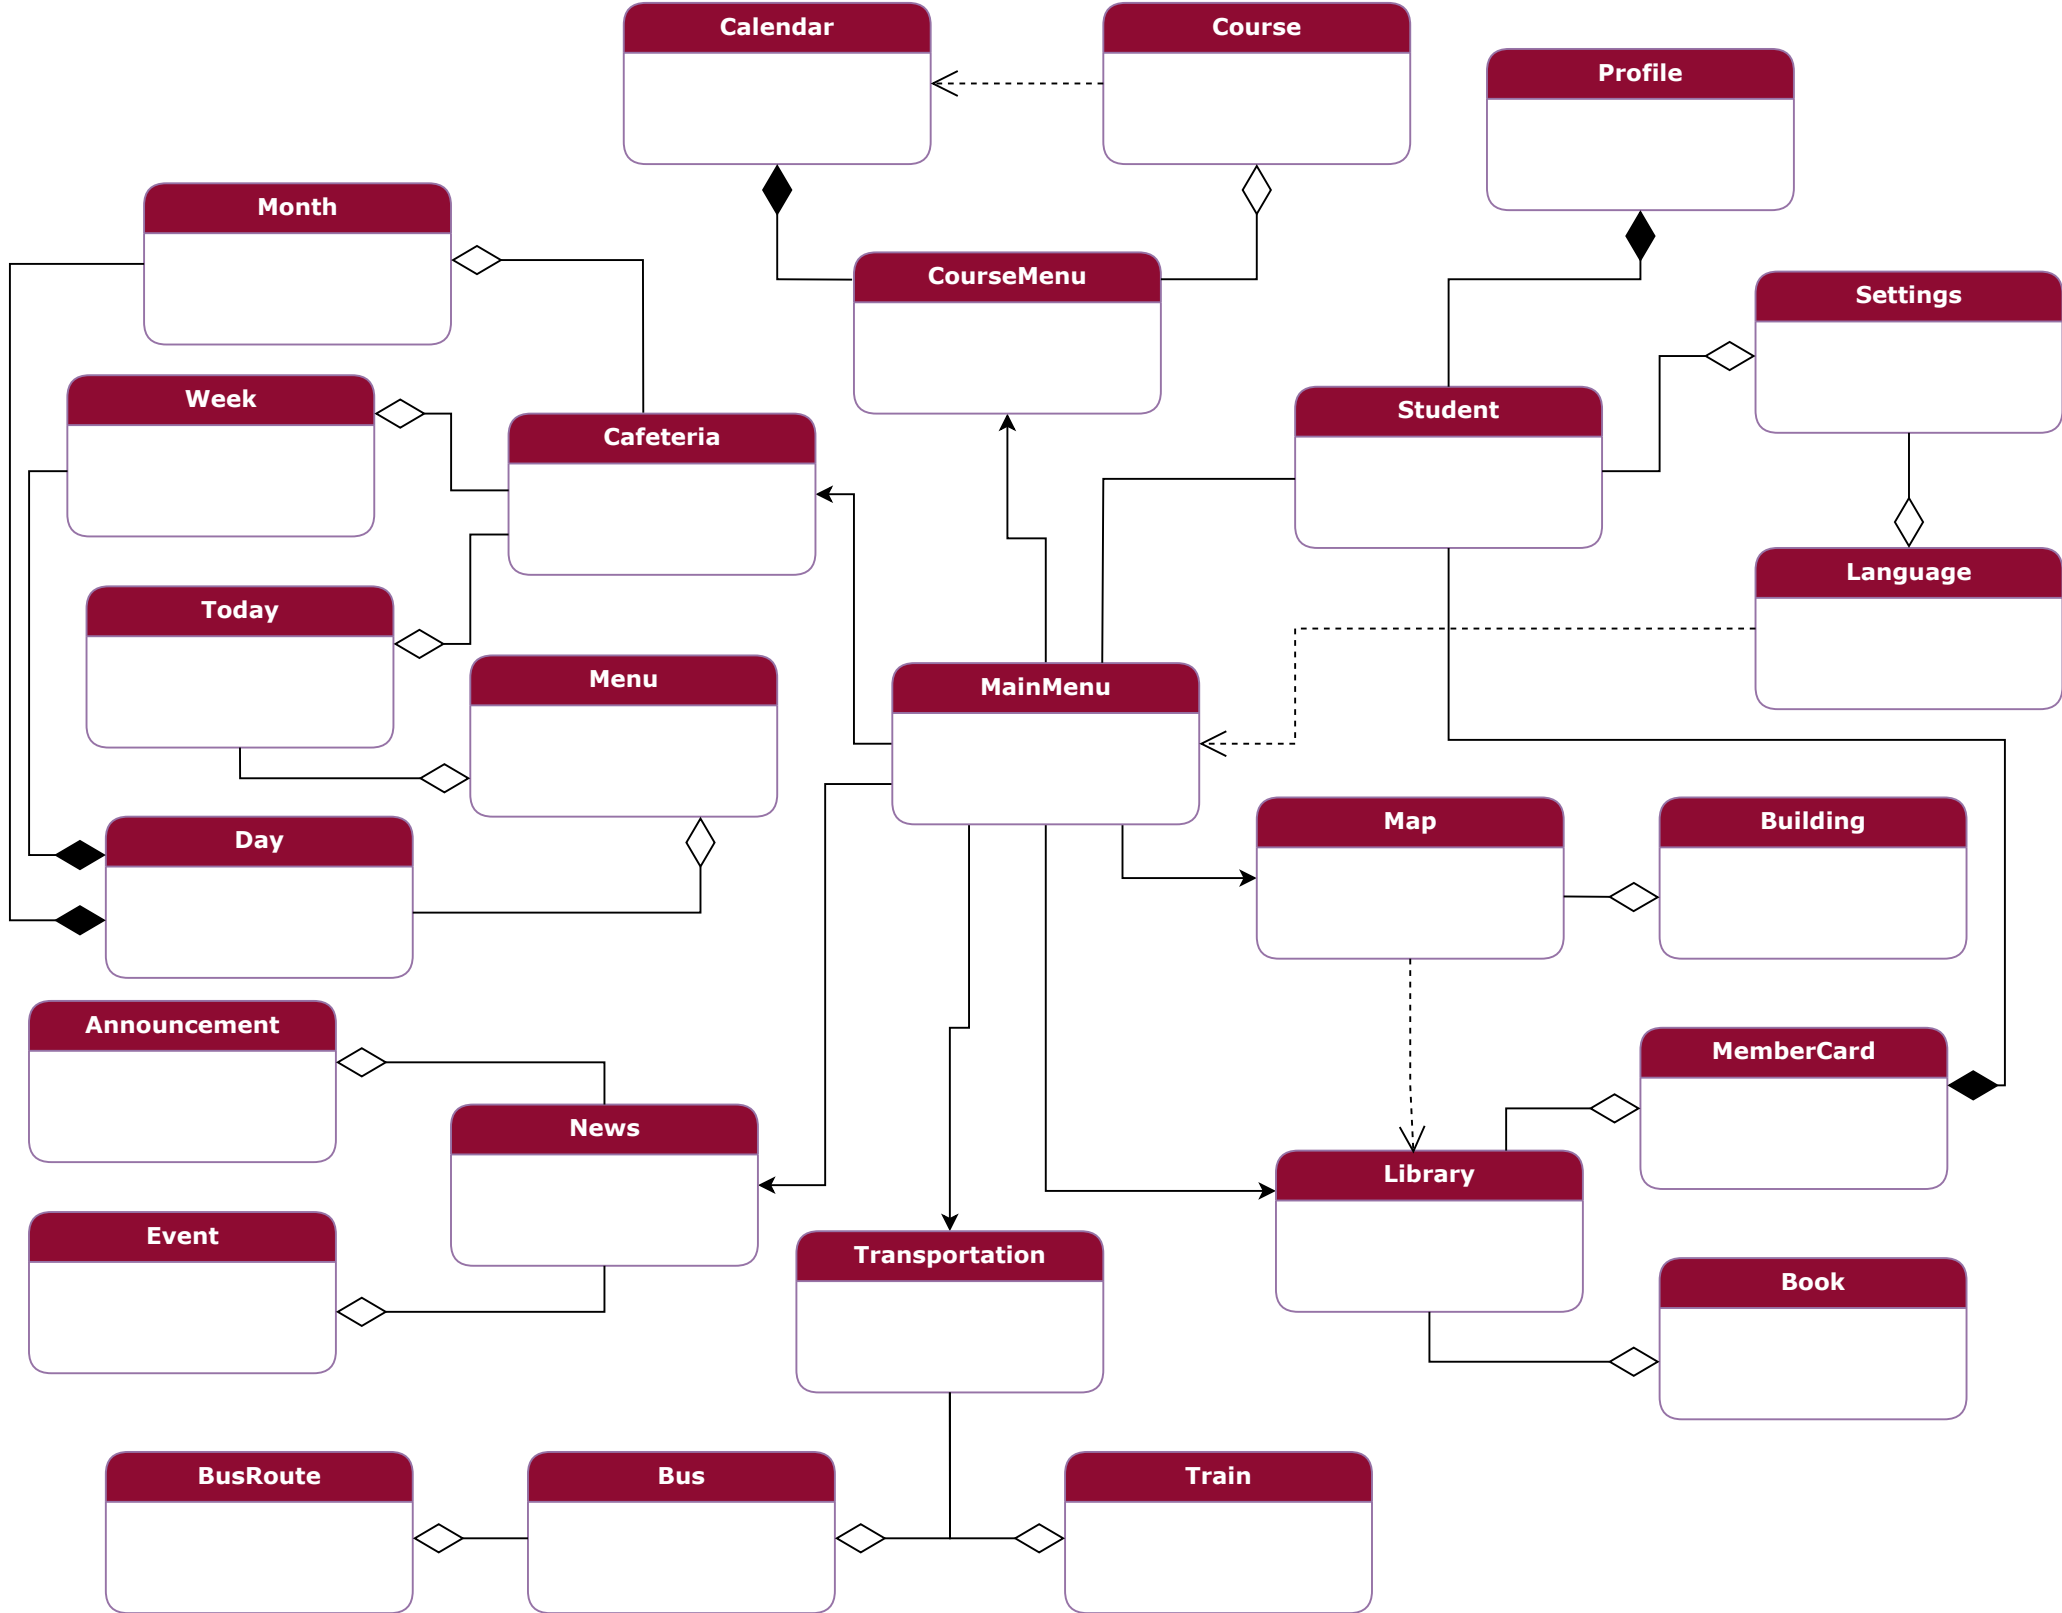 Calendar
Course
Profile
Month
CourseMenu
Settings
Week
Cafeteria
Student
Language
Today
Menu
MainMenu
Map
Building
Day
Announcement
MemberCard
News
Library
Event
Transportation
Book
BusRoute
Bus
Train